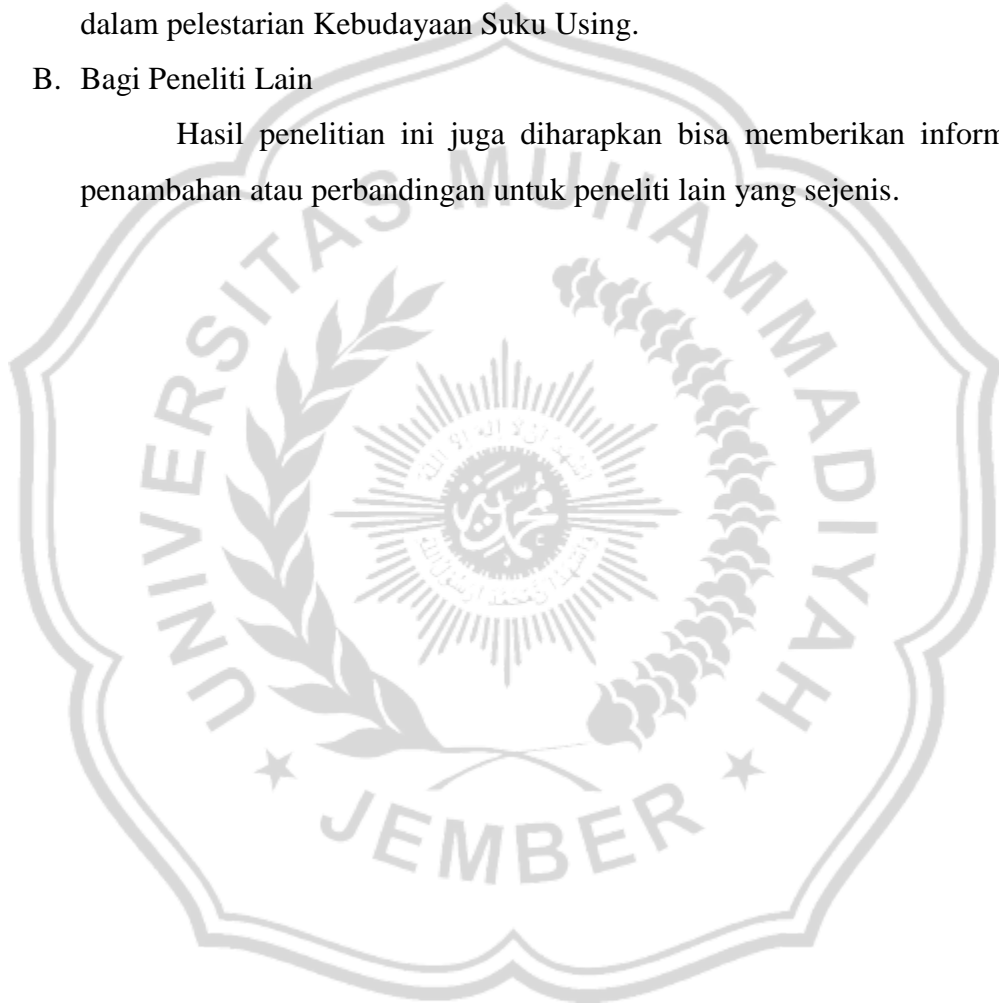 dalam pelestarian Kebudayaan Suku Using.
B. Bagi Peneliti Lain
Hasil penelitian ini juga diharapkan bisa memberikan inform
penambahan atau perbandingan untuk peneliti lain yang sejenis.
UNIVERSITAS MUHAMMADIYAH
JEMBER